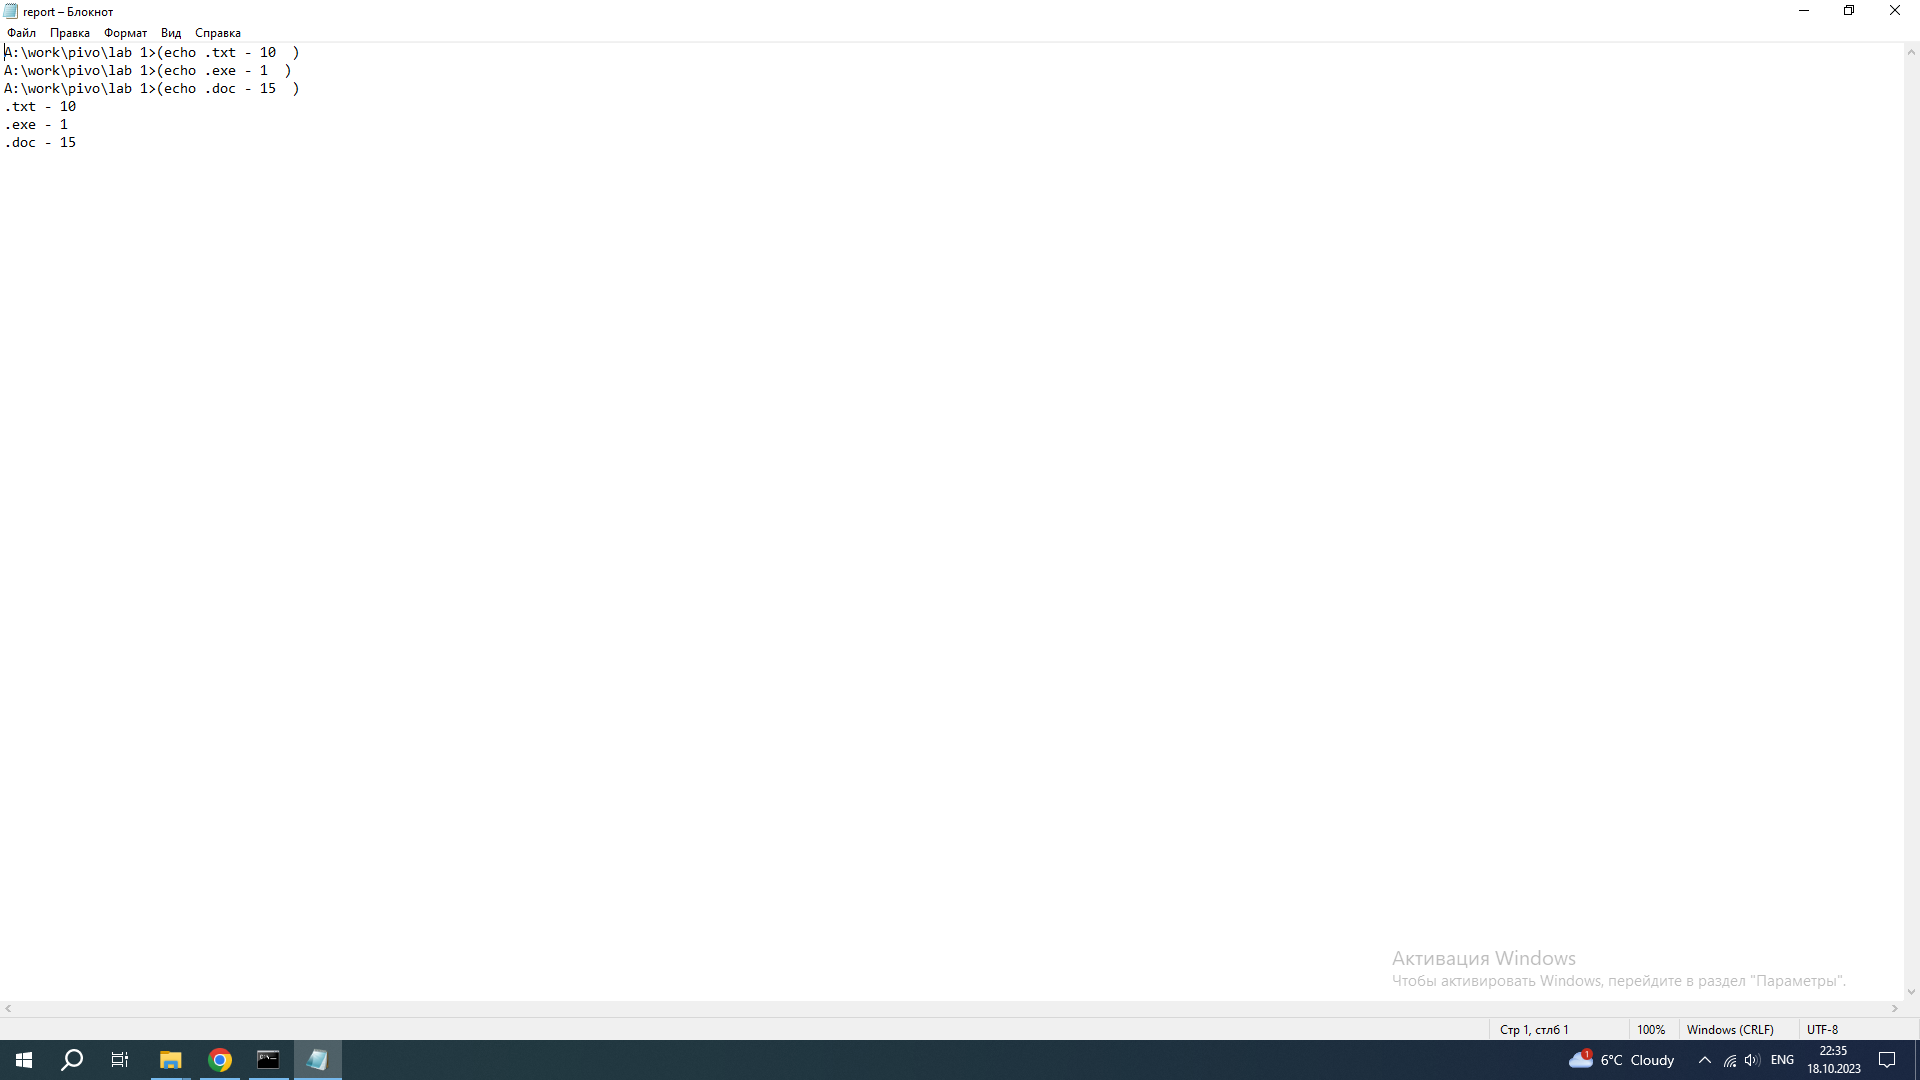 report – Блокнот
Файл Правка Формат Вид Справка
A:\work\pivo\lab 1>(echo .txt - 10  )
A:\work\pivo\lab 1>(echo .exe - 1  )
A:\work\pivo\lab 1>(echo .doc - 15  )
.txt - 10
.exe - 1
.doc - 15
Активация Windows
Чтобы активировать Windows, перейдите в раздел "Параметры".
Стр 1, стлб 1 100% Windows (CRLF) UTF-8
1 6°C Cloudy ENG 22:35
18.10.2023